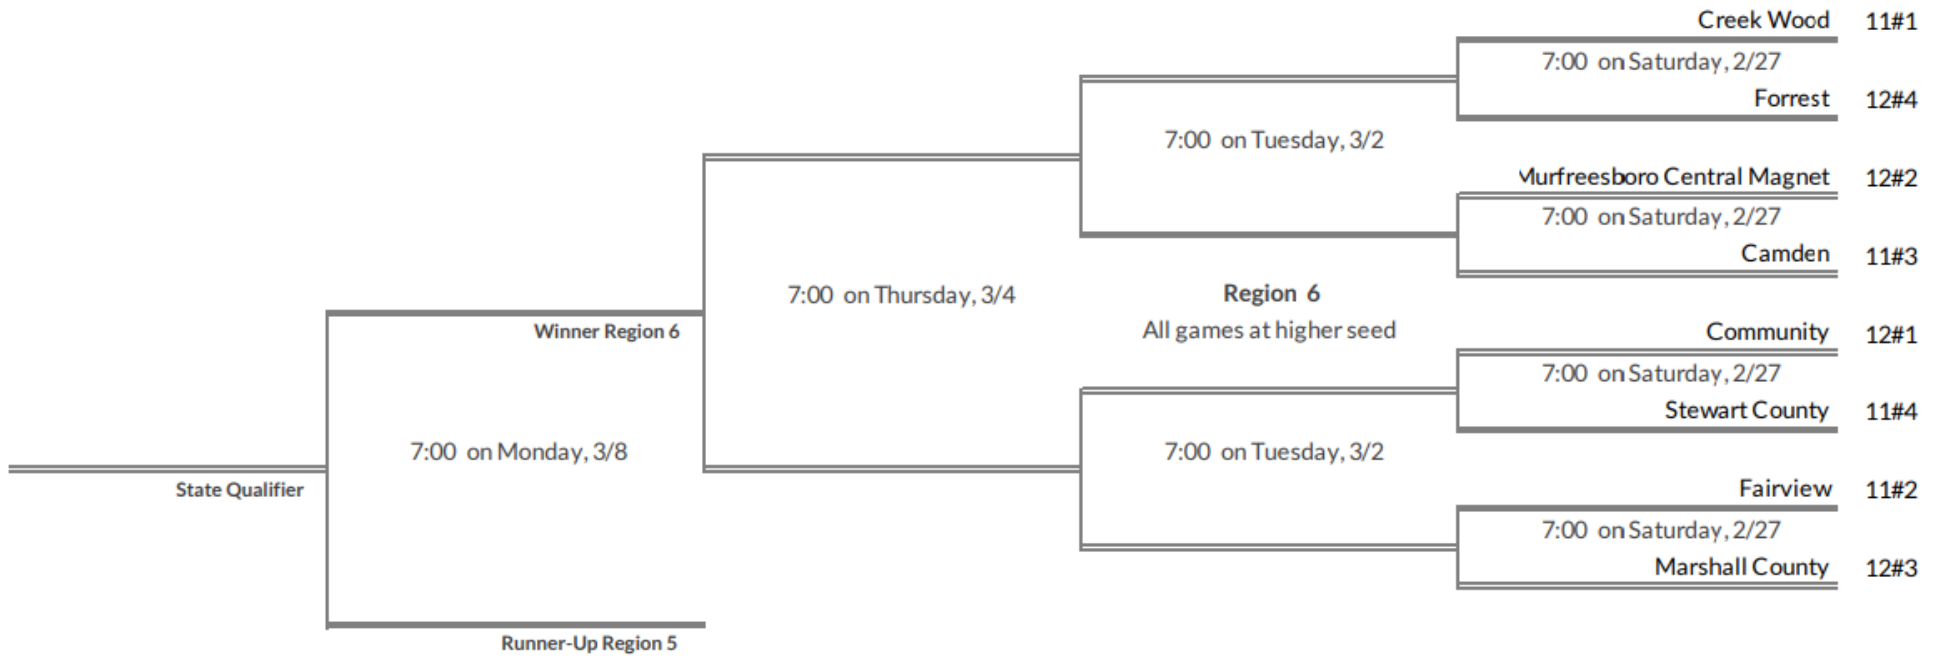 Creek Wood 11#1
7:00 on Saturday, 2/27
Forrest 12#4
7:00 on Tuesday, 3/2
Murfreesboro Central Magnet 12#2
7:00 on Saturday, 2/27
Camden 11#3
7:00 on Thursday, 3/4
Region 6
All games at higher seed
Winner Region 6
Community 12#1
7:00 on Saturday, 2/27
Stewart County 11#4
7:00 on Monday, 3/8
7:00 on Tuesday, 3/2
State Qualifier
Fairview 11#2
7:00 on Saturday, 2/27
Marshall County 12#3
Runner-Up Region 5